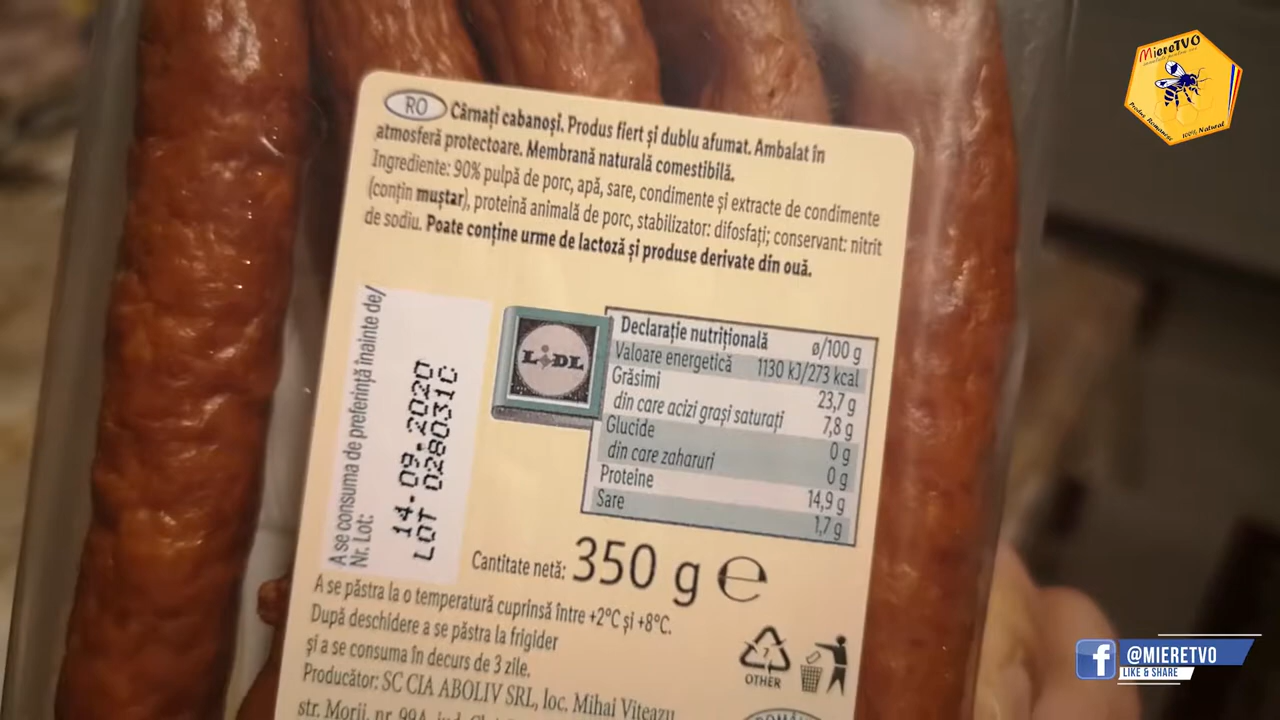 MiereTVO
Produs Românesc
100% Natural
RO
Cârnați cabanoși. Produs fiert și dublu afumat. Ambalat în
atmosferă protectoare. Membrană naturală comestibilă.
Ingrediente: 90% pulpă de porc, apă, sare, condimente și extracte de condimente
(conțin muștar), proteină animală de porc, stabilizator: difosfați; conservant: nitrit
de sodiu. Poate conține urme de lactoză și produse derivate din ouă.
A se consuma de preferință înainte de/
Nr. Lot:
14.09.2020
LOT 028031C
LIDL
Declarație nutrițională ø/100 g
Valoare energetică 1130 kJ/273 kcal
Grăsimi 23,7 g
din care acizi grași saturați 7,8 g
Glucide 0 g
din care zaharuri 0 g
Proteine 14,9 g
Sare 1,7 g
Cantitate netă: 350 g e
A se păstra la o temperatură cuprinsă între +2°C și +8°C.
După deschidere a se păstra la frigider
și a se consuma în decurs de 3 zile.
Producător: SC CIA ABOLIV SRL, loc. Mihai Viteazu
str. Morii, nr. 99A, jud.
7
OTHER
f @MIERETVO
LIKE & SHARE